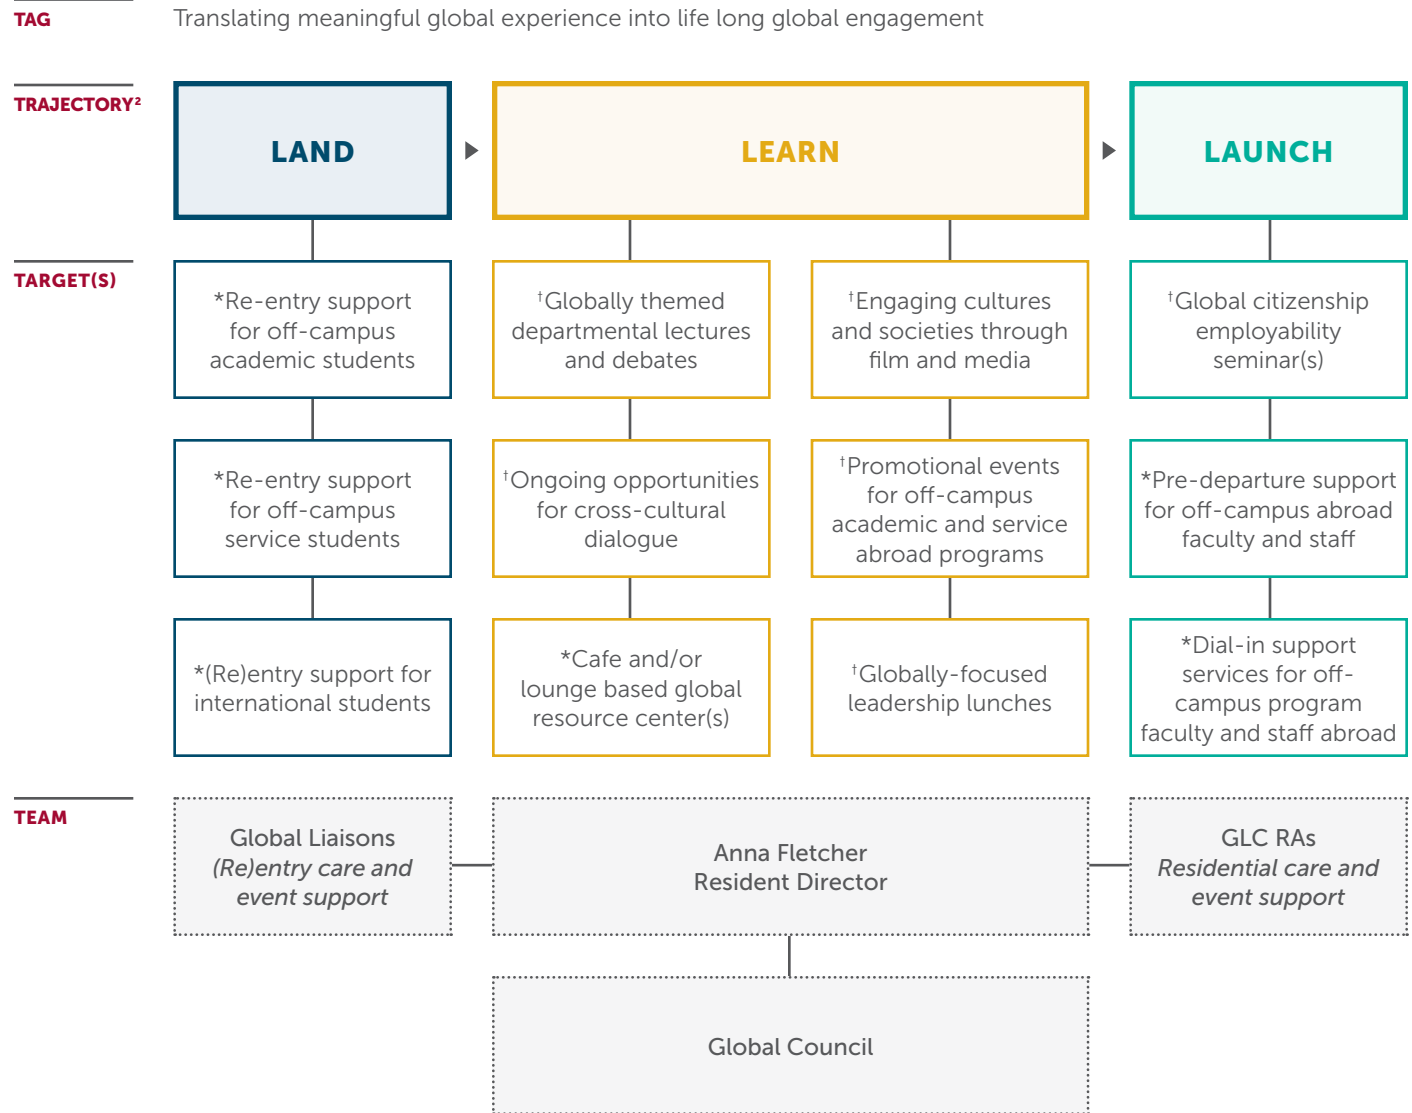 TAG
Translating meaningful global experience into life long global engagement
TRAJECTORY²
LAND
LEARN
LAUNCH
TARGET(S)
*Re-entry support
for off-campus
academic students
†Globally themed
departmental lectures
and debates
†Engaging cultures
and societies through
film and media
†Global citizenship
employability
seminar(s)
*Re-entry support
for off-campus
service students
†Ongoing opportunities
for cross-cultural
dialogue
†Promotional events
for off-campus
academic and service
abroad programs
*Pre-departure support
for off-campus abroad
faculty and staff
*(Re)entry support for
international students
*Cafe and/or
lounge based global
resource center(s)
†Globally-focused
leadership lunches
*Dial-in support
services for off-
campus program
faculty and staff abroad
TEAM
Global Liaisons
(Re)entry care and
event support
Anna Fletcher
Resident Director
GLC RAs
Residential care and
event support
Global Council